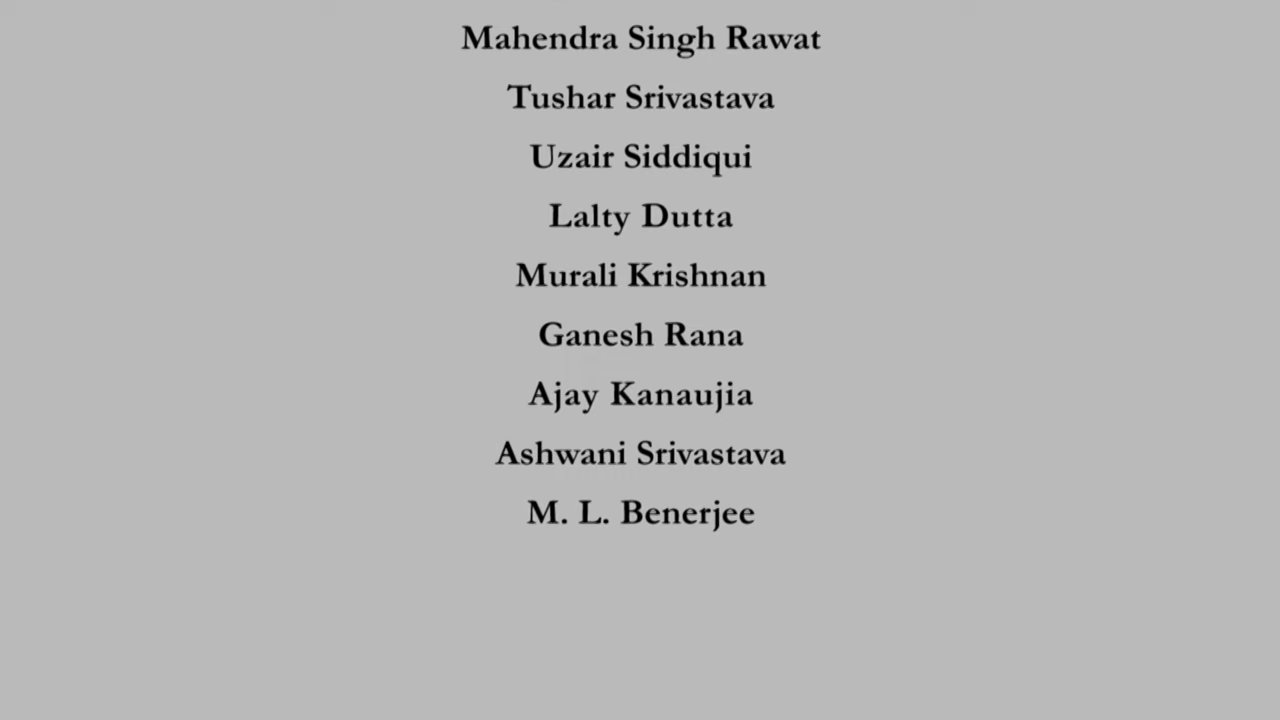 Mahendra Singh Rawat
Tushar Srivastava
Uzair Siddiqui
Lalty Dutta
Murali Krishnan
Ganesh Rana
Ajay Kanaujia
Ashwani Srivastava
M. L. Benerjee